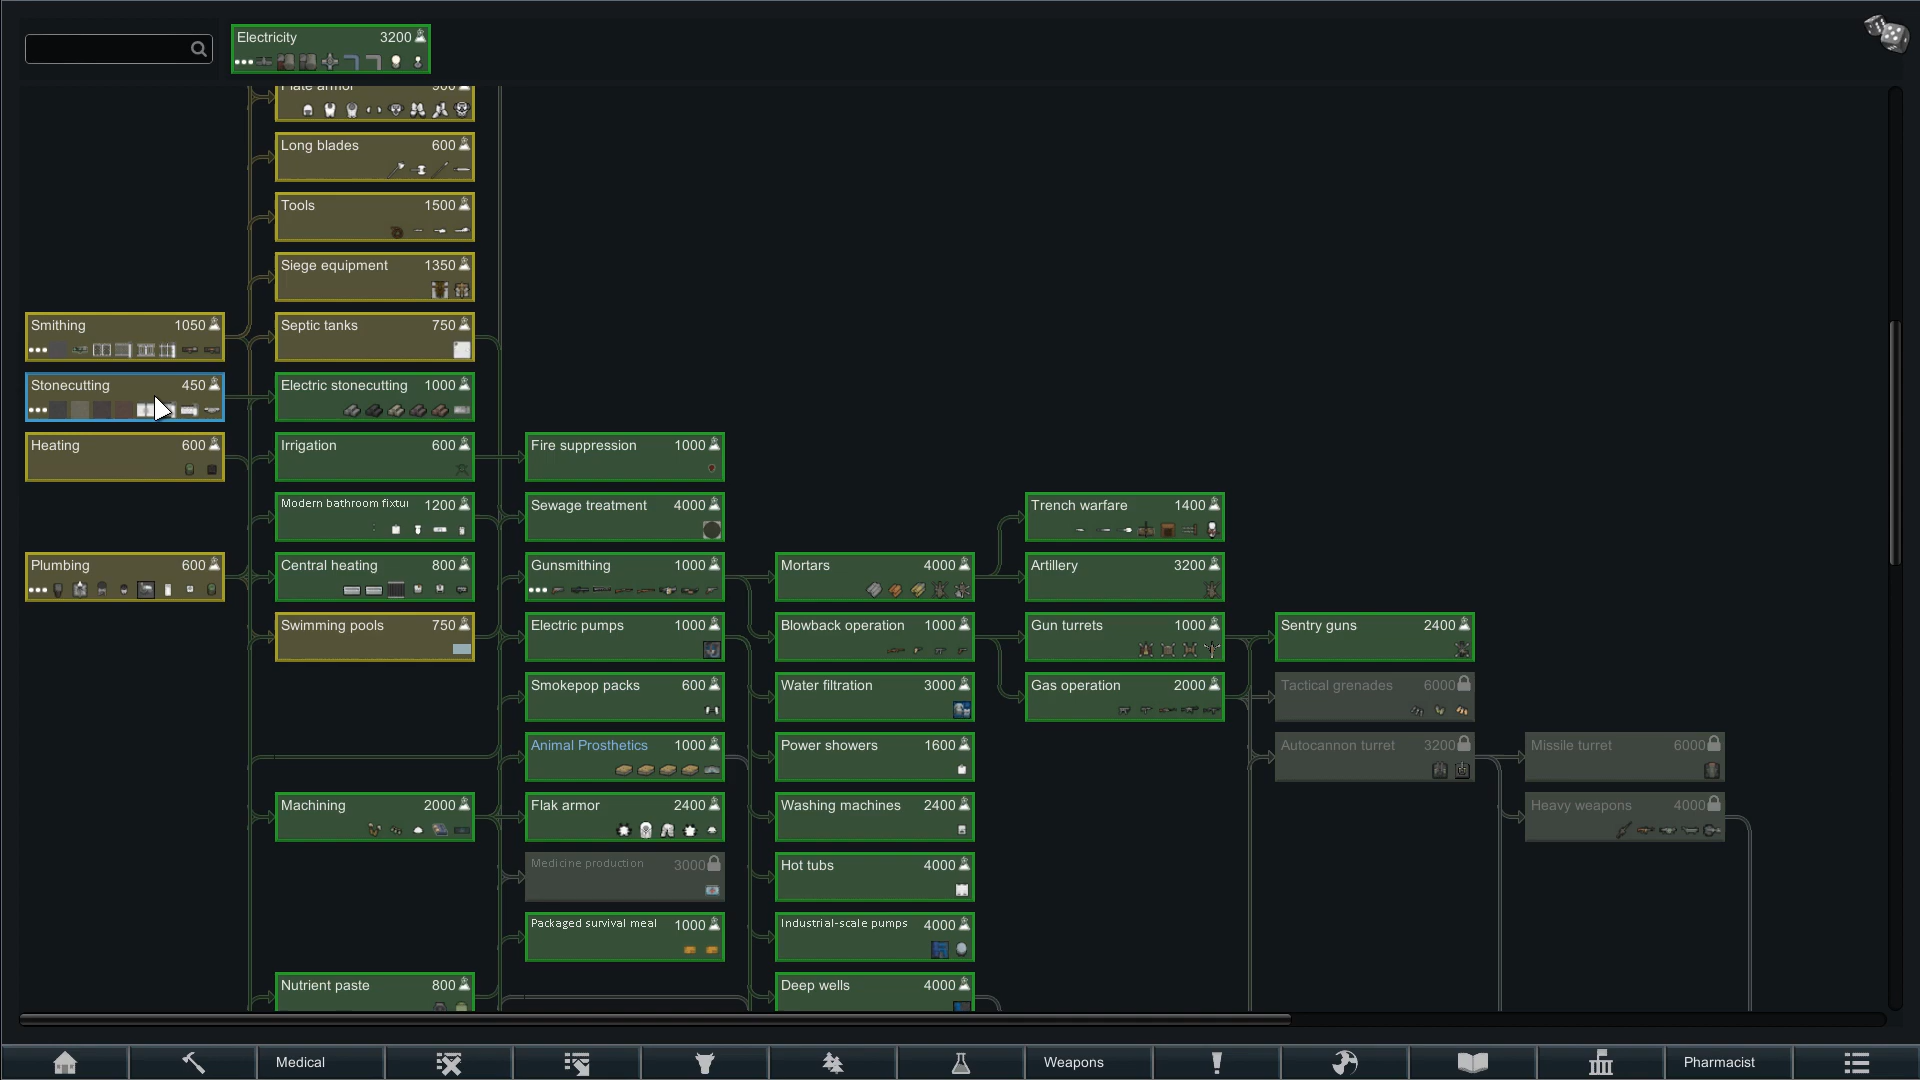 Electricity 3200
Plate armor 900
Long blades 600
Tools 1500
Siege equipment 1350
Smithing 1050
Septic tanks 750
Stonecutting 450
Electric stonecutting 1000
Heating 600
Irrigation 600
Fire suppression 1000
Modern bathroom fixtu 1200
Sewage treatment 4000
Trench warfare 1400
Plumbing 600
Central heating 800
Gunsmithing 1000
Mortars 4000
Artillery 3200
Swimming pools 750
Electric pumps 1000
Blowback operation 1000
Gun turrets 1000
Sentry guns 2400
Smokepop packs 600
Water filtration 3000
Gas operation 2000
Tactical grenades 6000
Animal Prosthetics 1000
Power showers 1600
Autocannon turret 3200
Missile turret 6000
Machining 2000
Flak armor 2400
Washing machines 2400
Heavy weapons 4000
Medicine production 3000
Hot tubs 4000
Packaged survival meal 1000
Industrial-scale pumps 4000
Nutrient paste 800
Deep wells 4000
Medical
Weapons
Pharmacist